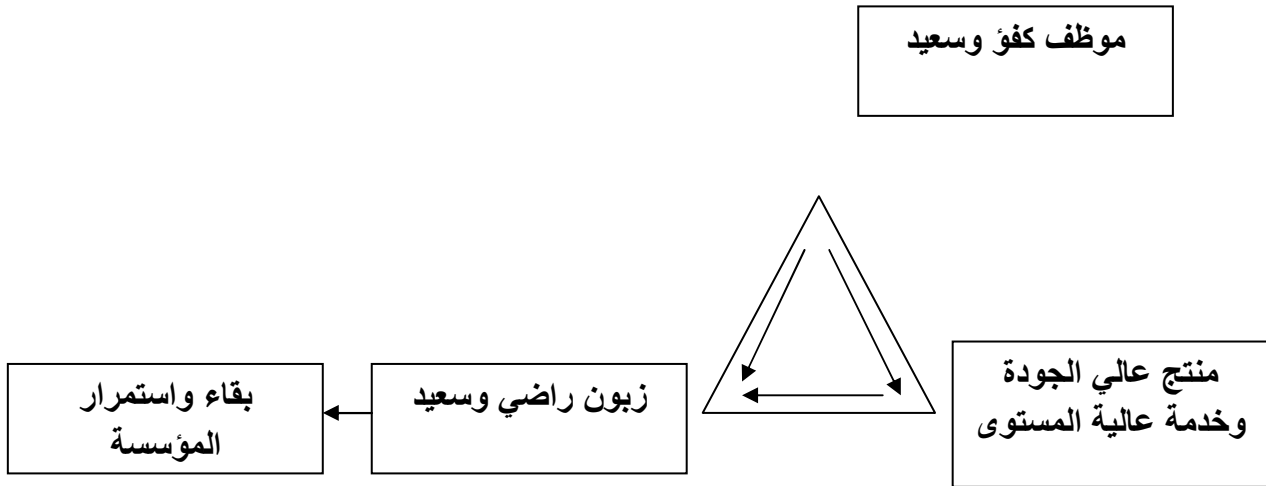 موظف كفؤ وسعيد
منتج عالي الجودة
وخدمة عالية المستوى
زبون راضي وسعيد
بقاء واستمرار
المؤسسة